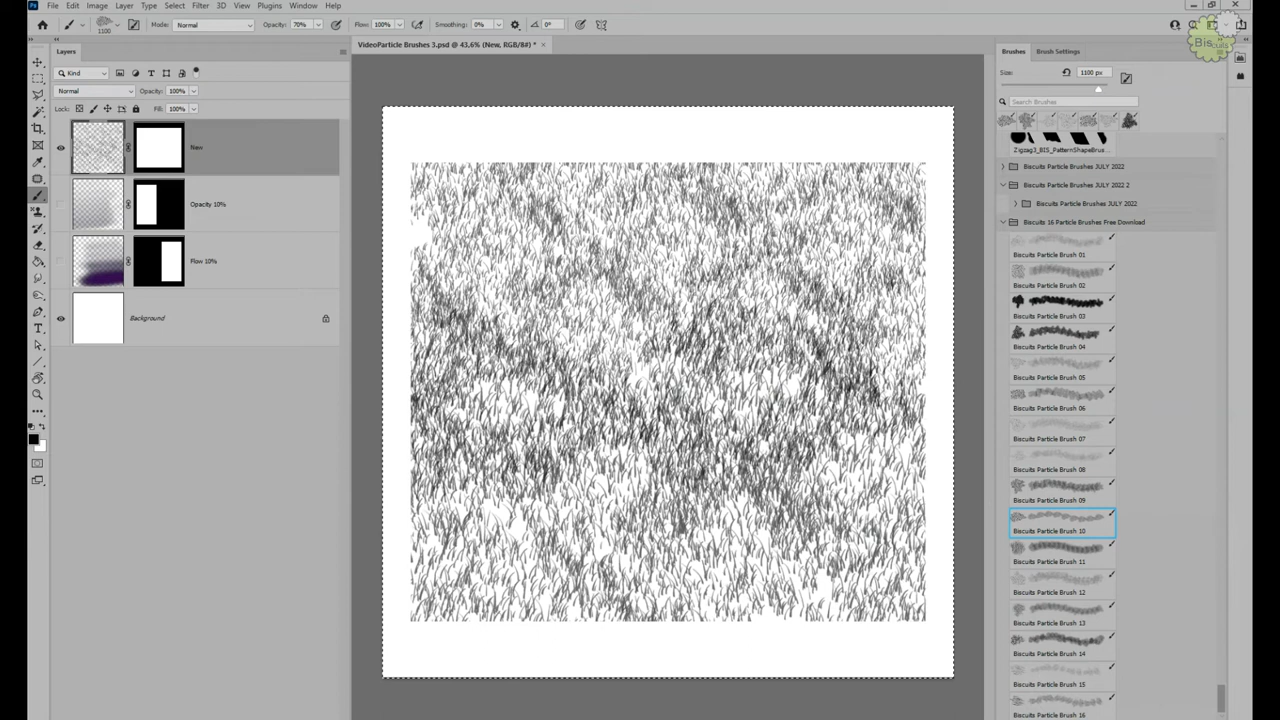 File Edit Image Layer Type Select Filter 3D View Plugins Window Help
1100 Mode: Normal Opacity: 70% Flow: 100% Smoothing: 0% 0°
Layers
VideoParticle Brushes 3.psd @ 43,6% (New, RGB/8#) *
Kind
Normal Opacity: 100%
Lock: Fill: 100%
New
Opacity 10%
Flow 10%
Background
Biscuits
Brushes Brush Settings
Size: 1100 px
Search Brushes
Zigzag3_BIS_PatternShapeBrus...
Biscuits Particle Brushes JULY 2022
Biscuits Particle Brushes JULY 2022 2
Biscuits Particle Brushes JULY 2022
Biscuits 16 Particle Brushes Free Download
Biscuits Particle Brush 01
Biscuits Particle Brush 02
Biscuits Particle Brush 03
Biscuits Particle Brush 04
Biscuits Particle Brush 05
Biscuits Particle Brush 06
Biscuits Particle Brush 07
Biscuits Particle Brush 08
Biscuits Particle Brush 09
Biscuits Particle Brush 10
Biscuits Particle Brush 11
Biscuits Particle Brush 12
Biscuits Particle Brush 13
Biscuits Particle Brush 14
Biscuits Particle Brush 15
Biscuits Particle Brush 16